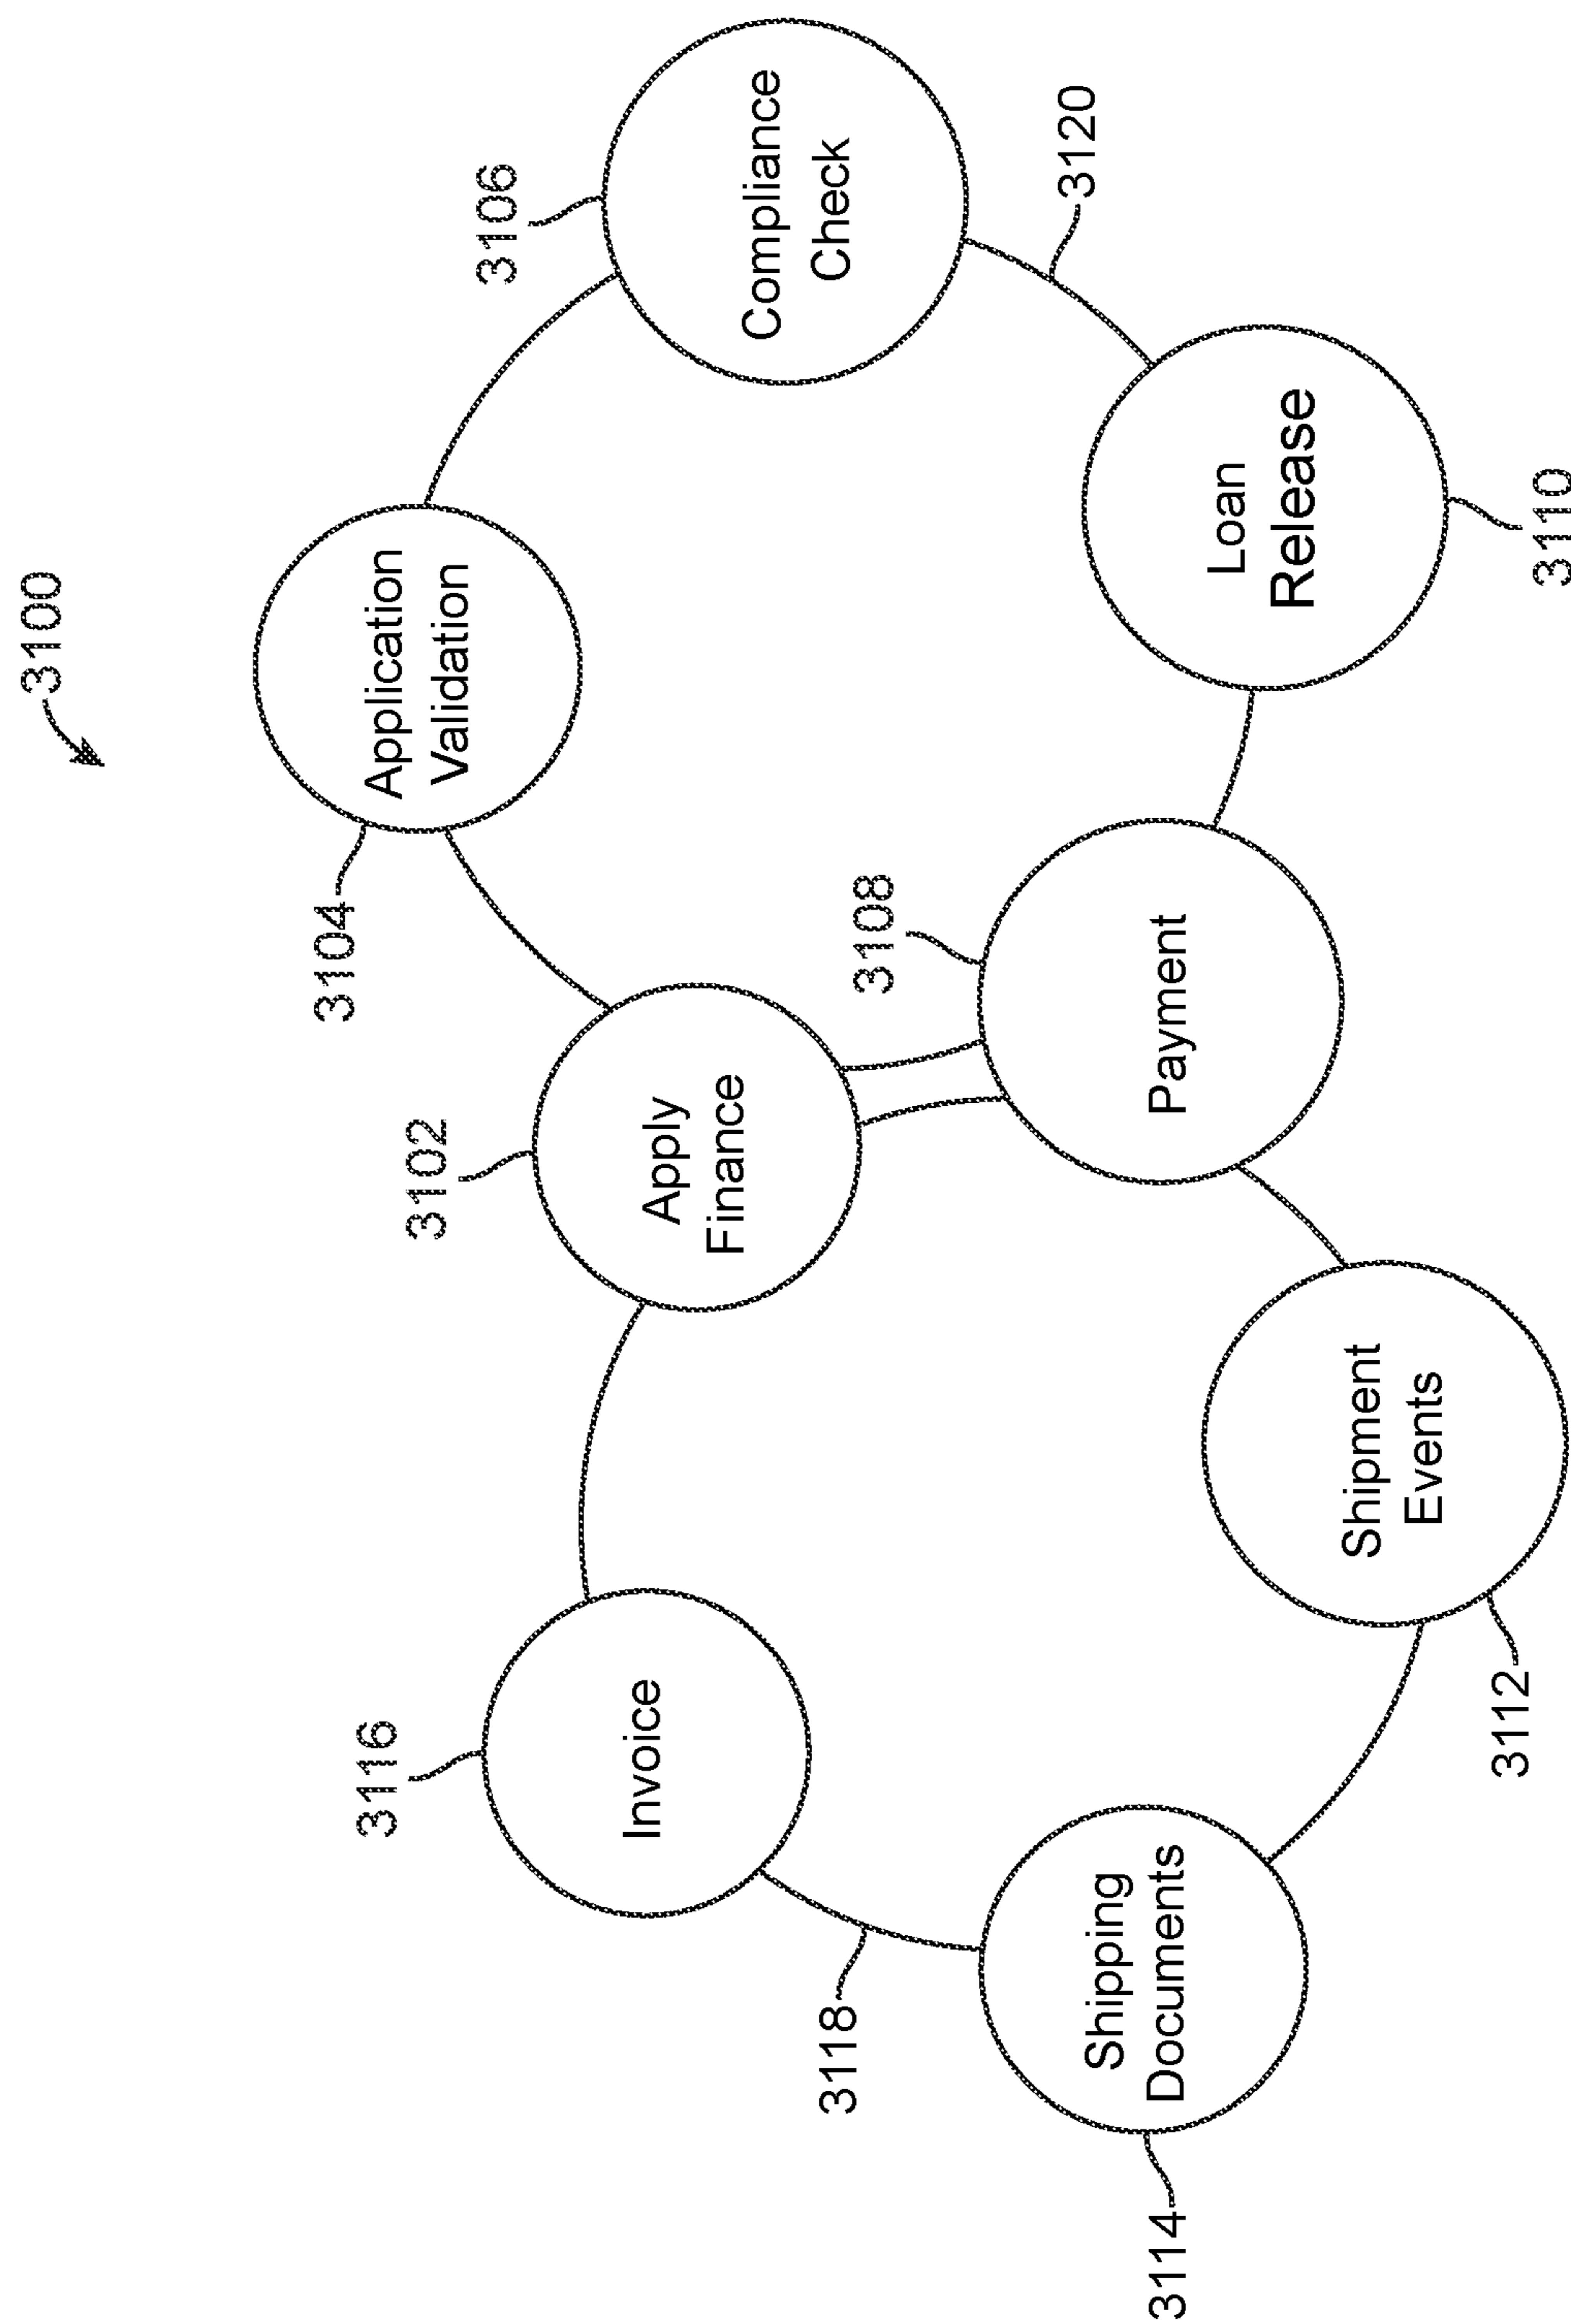 3100
3104
Application
Validation
3106
Compliance
Check
3102
Apply
Finance
3108
Payment
3120
Loan
Release
3110
3116
Invoice
3118
Shipping
Documents
3114
Shipment
Events
3112